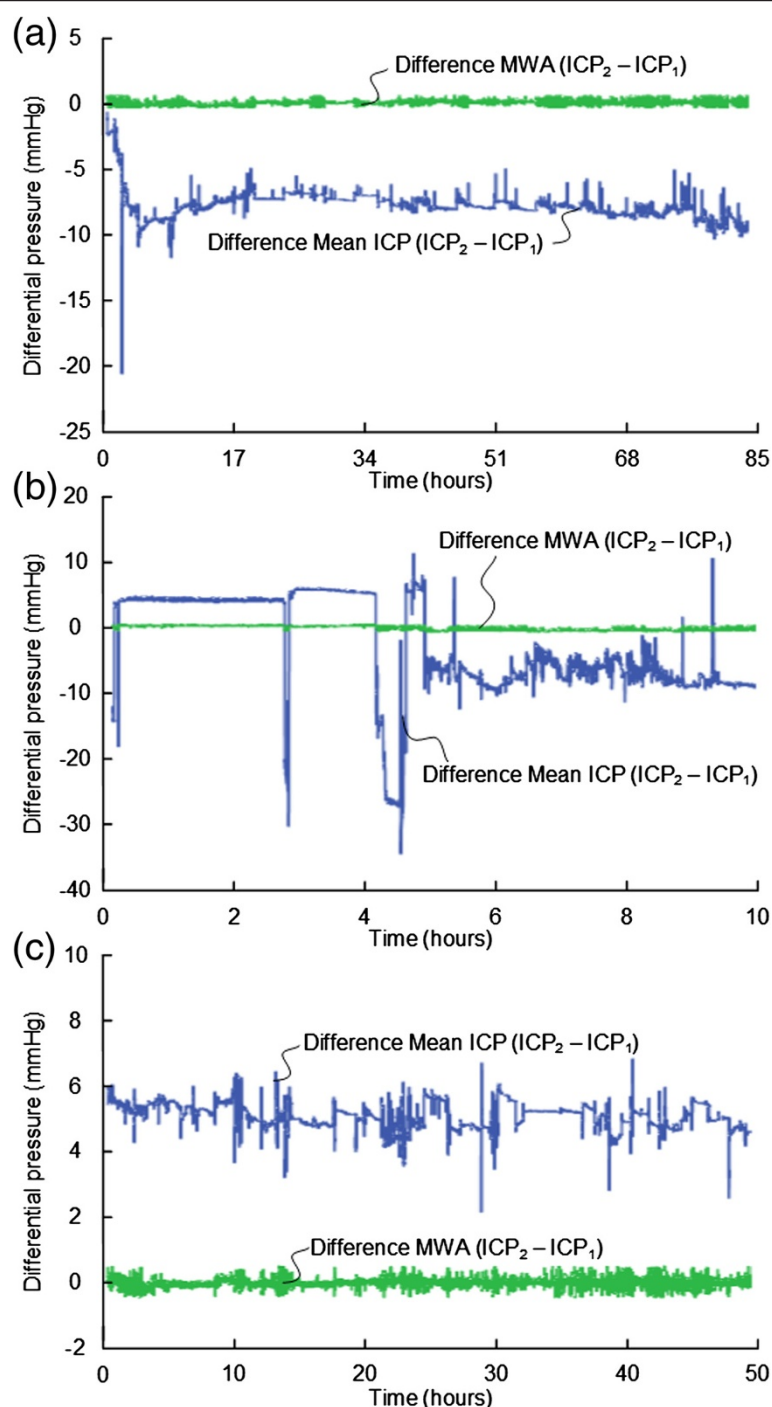 (a)
Differential pressure (mmHg)
5
0
-5
-10
-15
-20
-25
Difference MWA (ICP₂ – ICP₁)
Difference Mean ICP (ICP₂ – ICP₁)
0 17 34 51 68 85
Time (hours)
(b)
Differential pressure (mmHg)
20
10
0
-10
-20
-30
-40
Difference MWA (ICP₂ – ICP₁)
Difference Mean ICP (ICP₂ – ICP₁)
0 2 4 6 8 10
Time (hours)
(c)
Differential pressure (mmHg)
10
8
6
4
2
0
-2
Difference Mean ICP (ICP₂ – ICP₁)
Difference MWA (ICP₂ – ICP₁)
0 10 20 30 40 50
Time (hours)